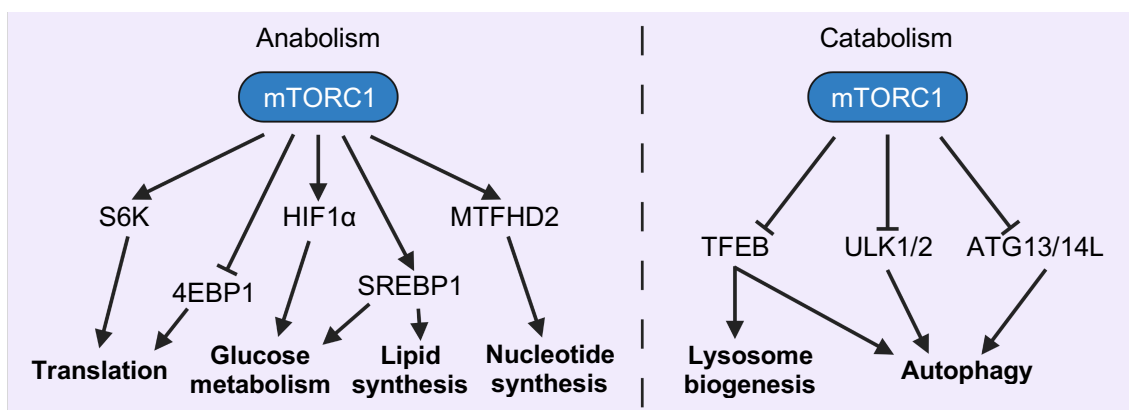 Anabolism
Catabolism
mTORC1
mTORC1
S6K
HIF1α
MTFHD2
TFEB
ULK1/2
ATG13/14L
4EBP1
SREBP1
Translation
Glucose
metabolism
Lipid
synthesis
Nucleotide
synthesis
Lysosome
biogenesis
Autophagy